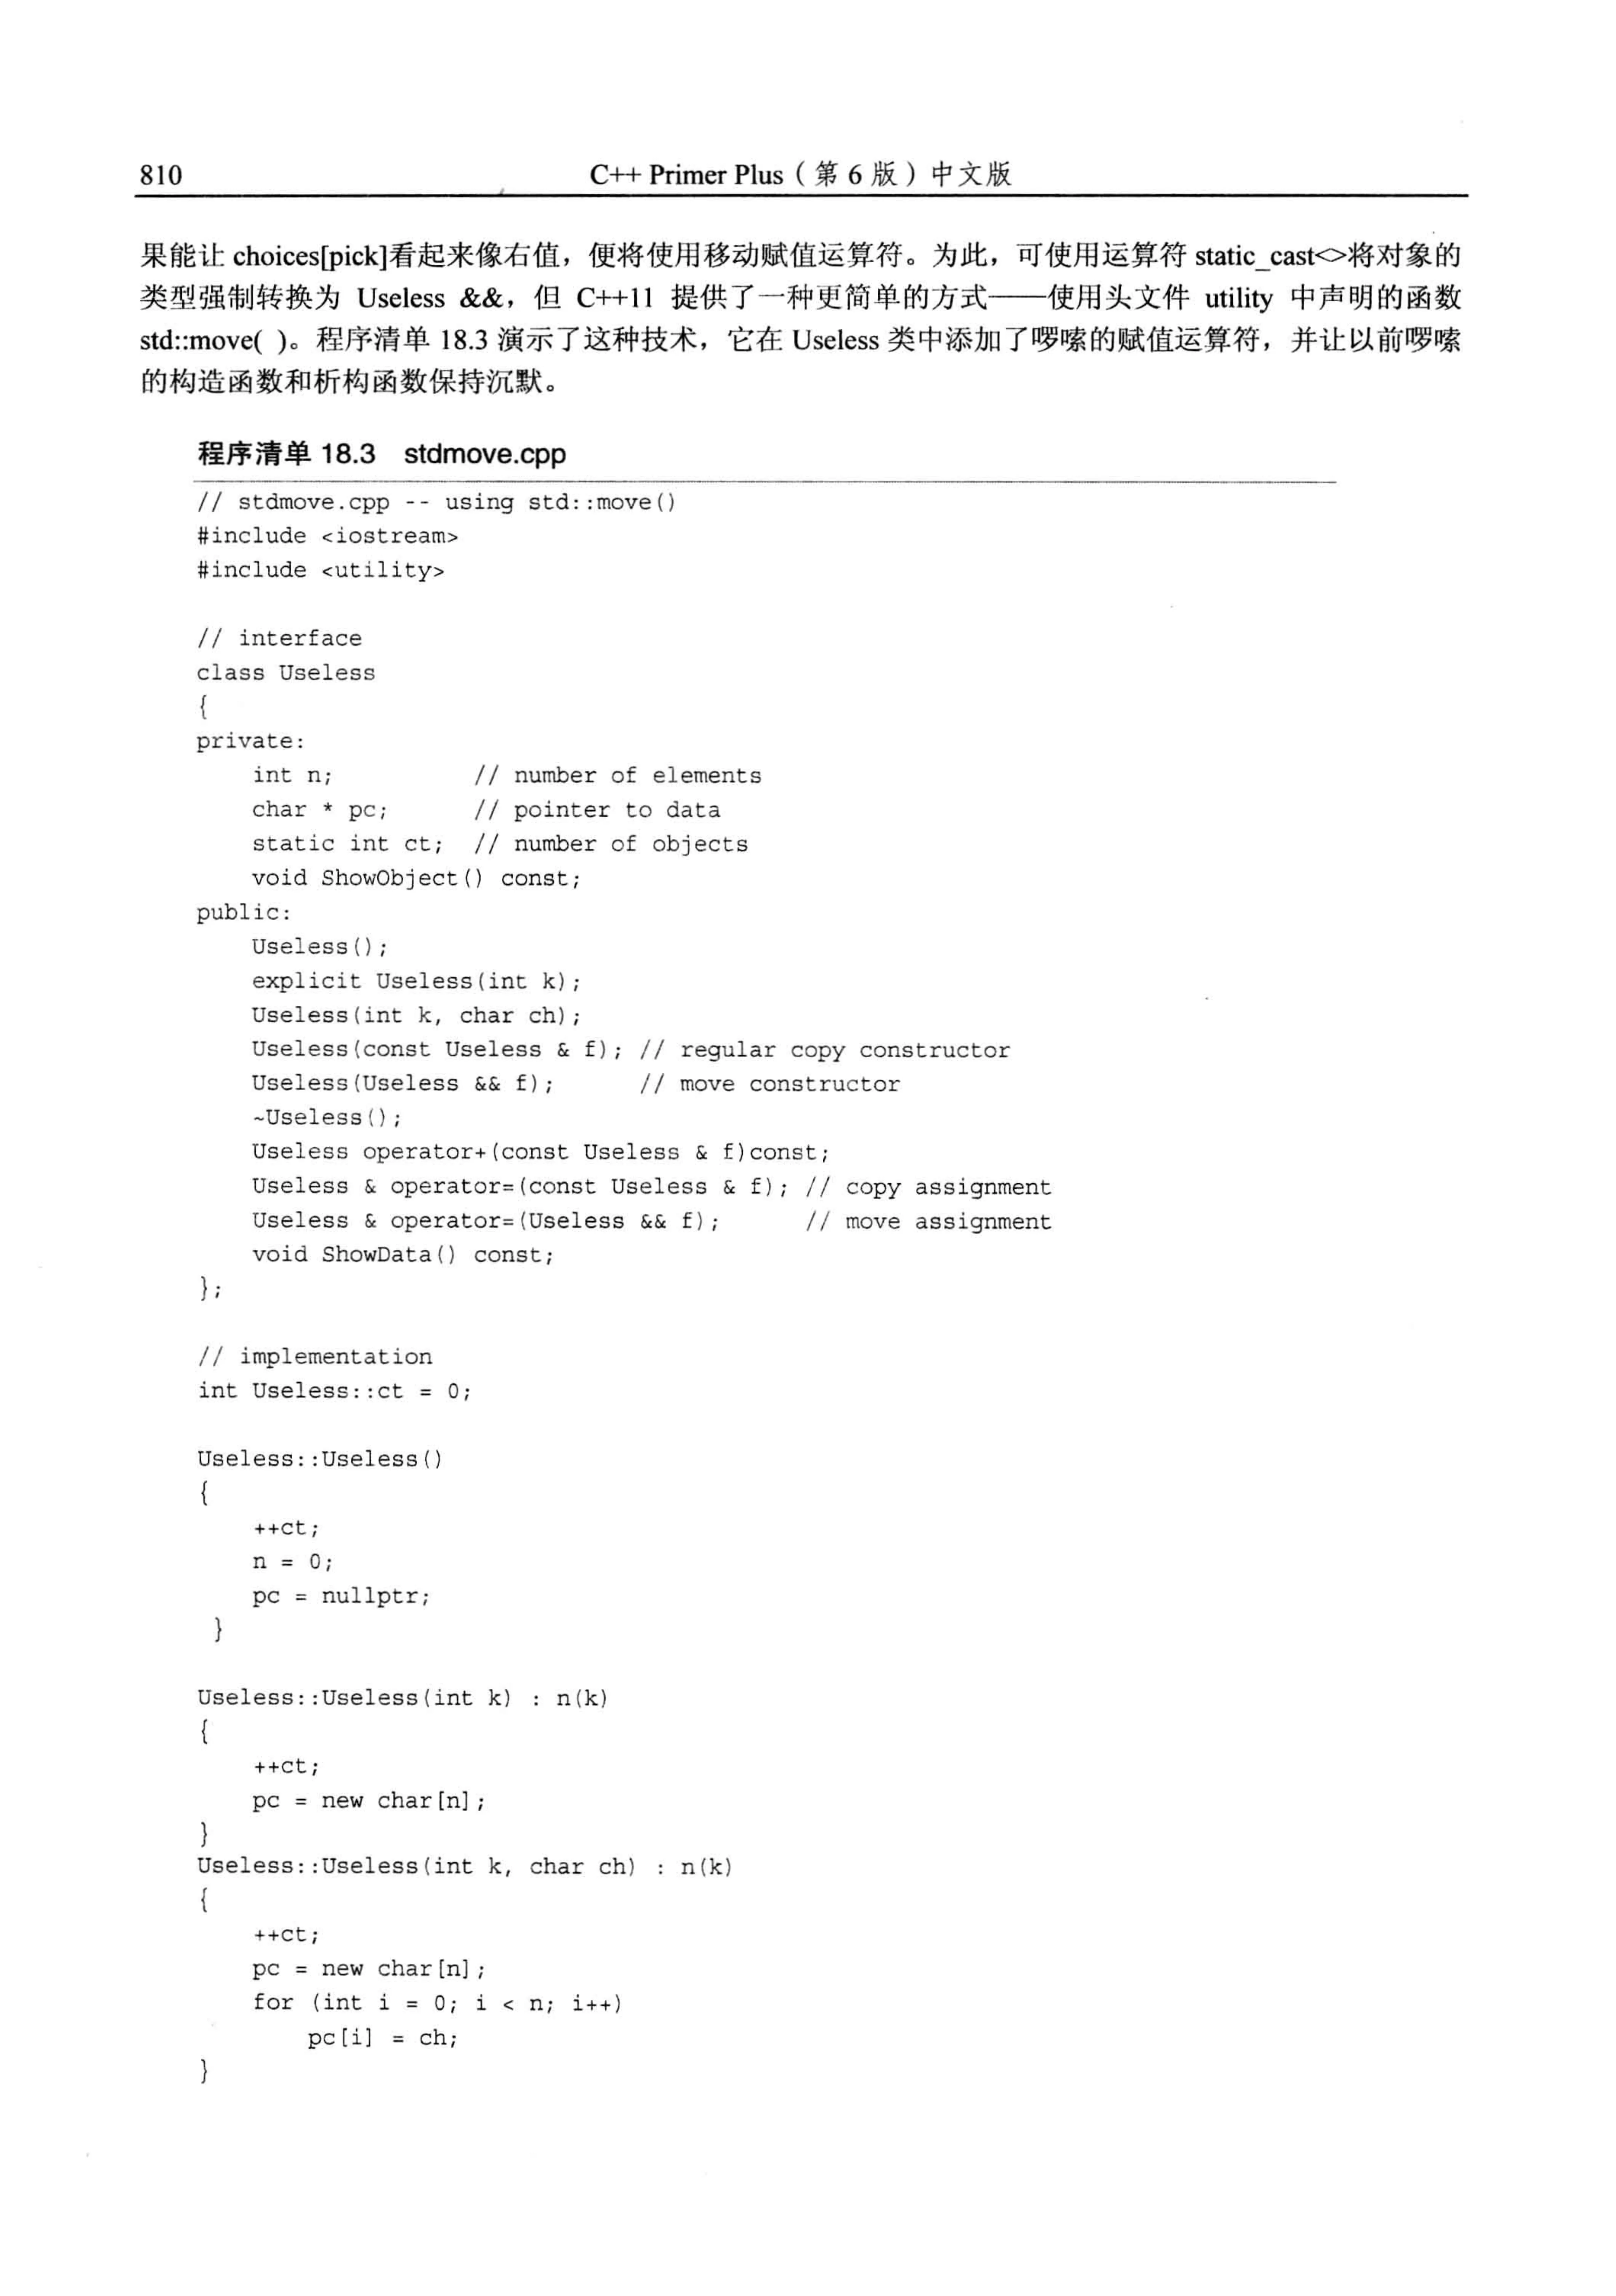 810
C++ Primer Plus（第 6 版）中文版
果能让 choices[pick]看起来像右值，便将使用移动赋值运算符。为此，可使用运算符 static_cast<>将对象的
类型强制转换为 Useless &&，但 C++11 提供了一种更简单的方式——使用头文件 utility 中声明的函数
std::move( )。程序清单 18.3 演示了这种技术，它在 Useless 类中添加了啰嗦的赋值运算符，并让以前啰嗦
的构造函数和析构函数保持沉默。
程序清单 18.3 stdmove.cpp
// stdmove.cpp -- using std::move()
#include <iostream>
#include <utility>
// interface
class Useless
{
private:
    int n;          // number of elements
    char * pc;      // pointer to data
    static int ct;  // number of objects
    void ShowObject() const;
public:
    Useless();
    explicit Useless(int k);
    Useless(int k, char ch);
    Useless(const Useless & f); // regular copy constructor
    Useless(Useless && f);      // move constructor
    ~Useless();
    Useless operator+(const Useless & f)const;
    Useless & operator=(const Useless & f); // copy assignment
    Useless & operator=(Useless && f);      // move assignment
    void ShowData() const;
};
// implementation
int Useless::ct = 0;
Useless::Useless()
{
    ++ct;
    n = 0;
    pc = nullptr;
 }
Useless::Useless(int k) : n(k)
{
    ++ct;
    pc = new char[n];
}
Useless::Useless(int k, char ch) : n(k)
{
    ++ct;
    pc = new char[n];
    for (int i = 0; i < n; i++)
        pc[i] = ch;
}